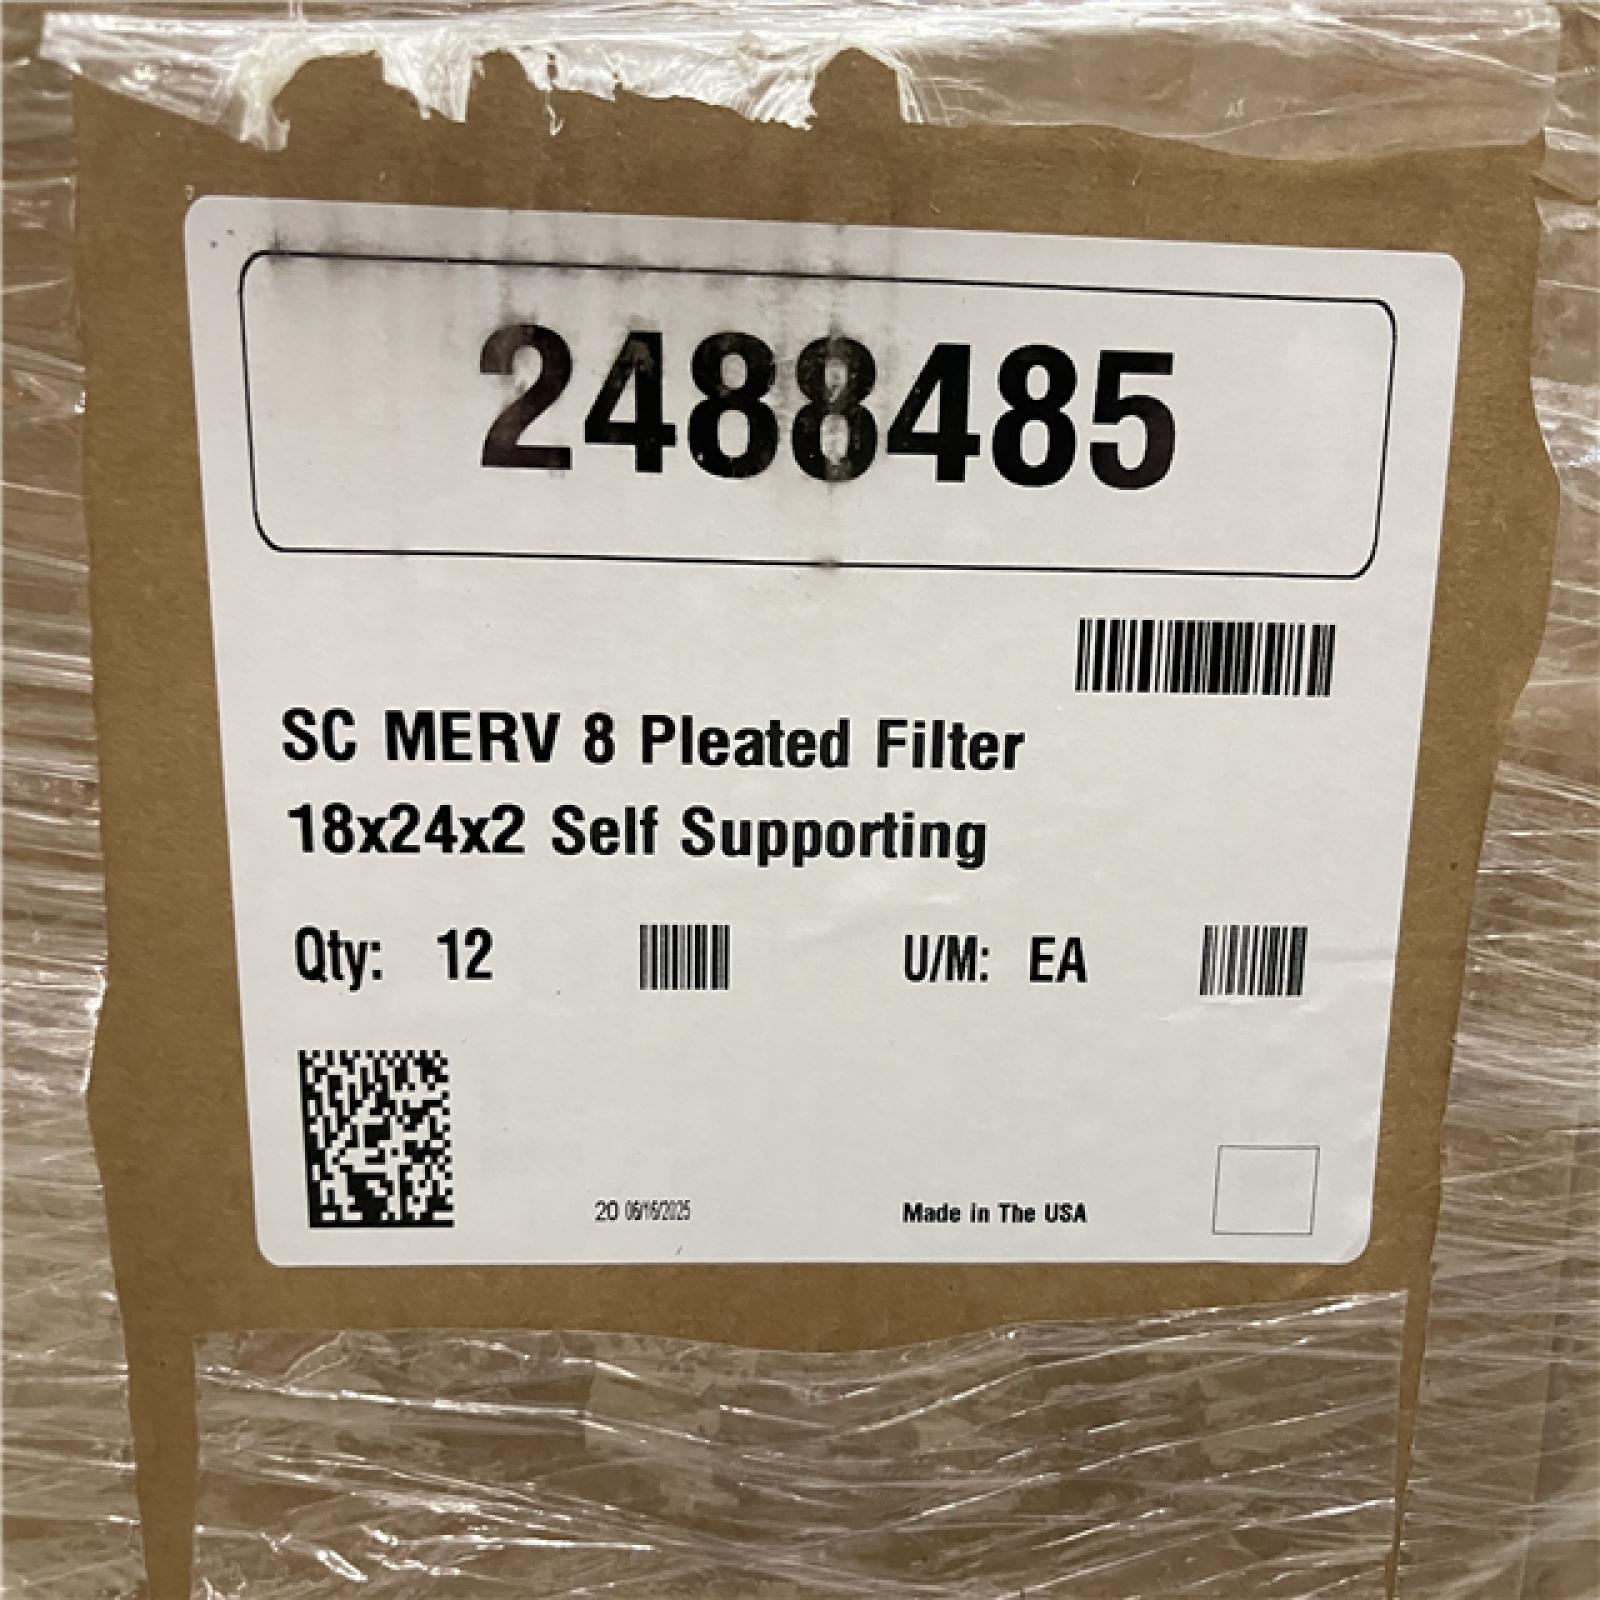 2488485
SC MERV 8 Pleated Filter
18x24x2 Self Supporting
Qty: 12 U/M: EA
20 06/16/2025 Made in The USA